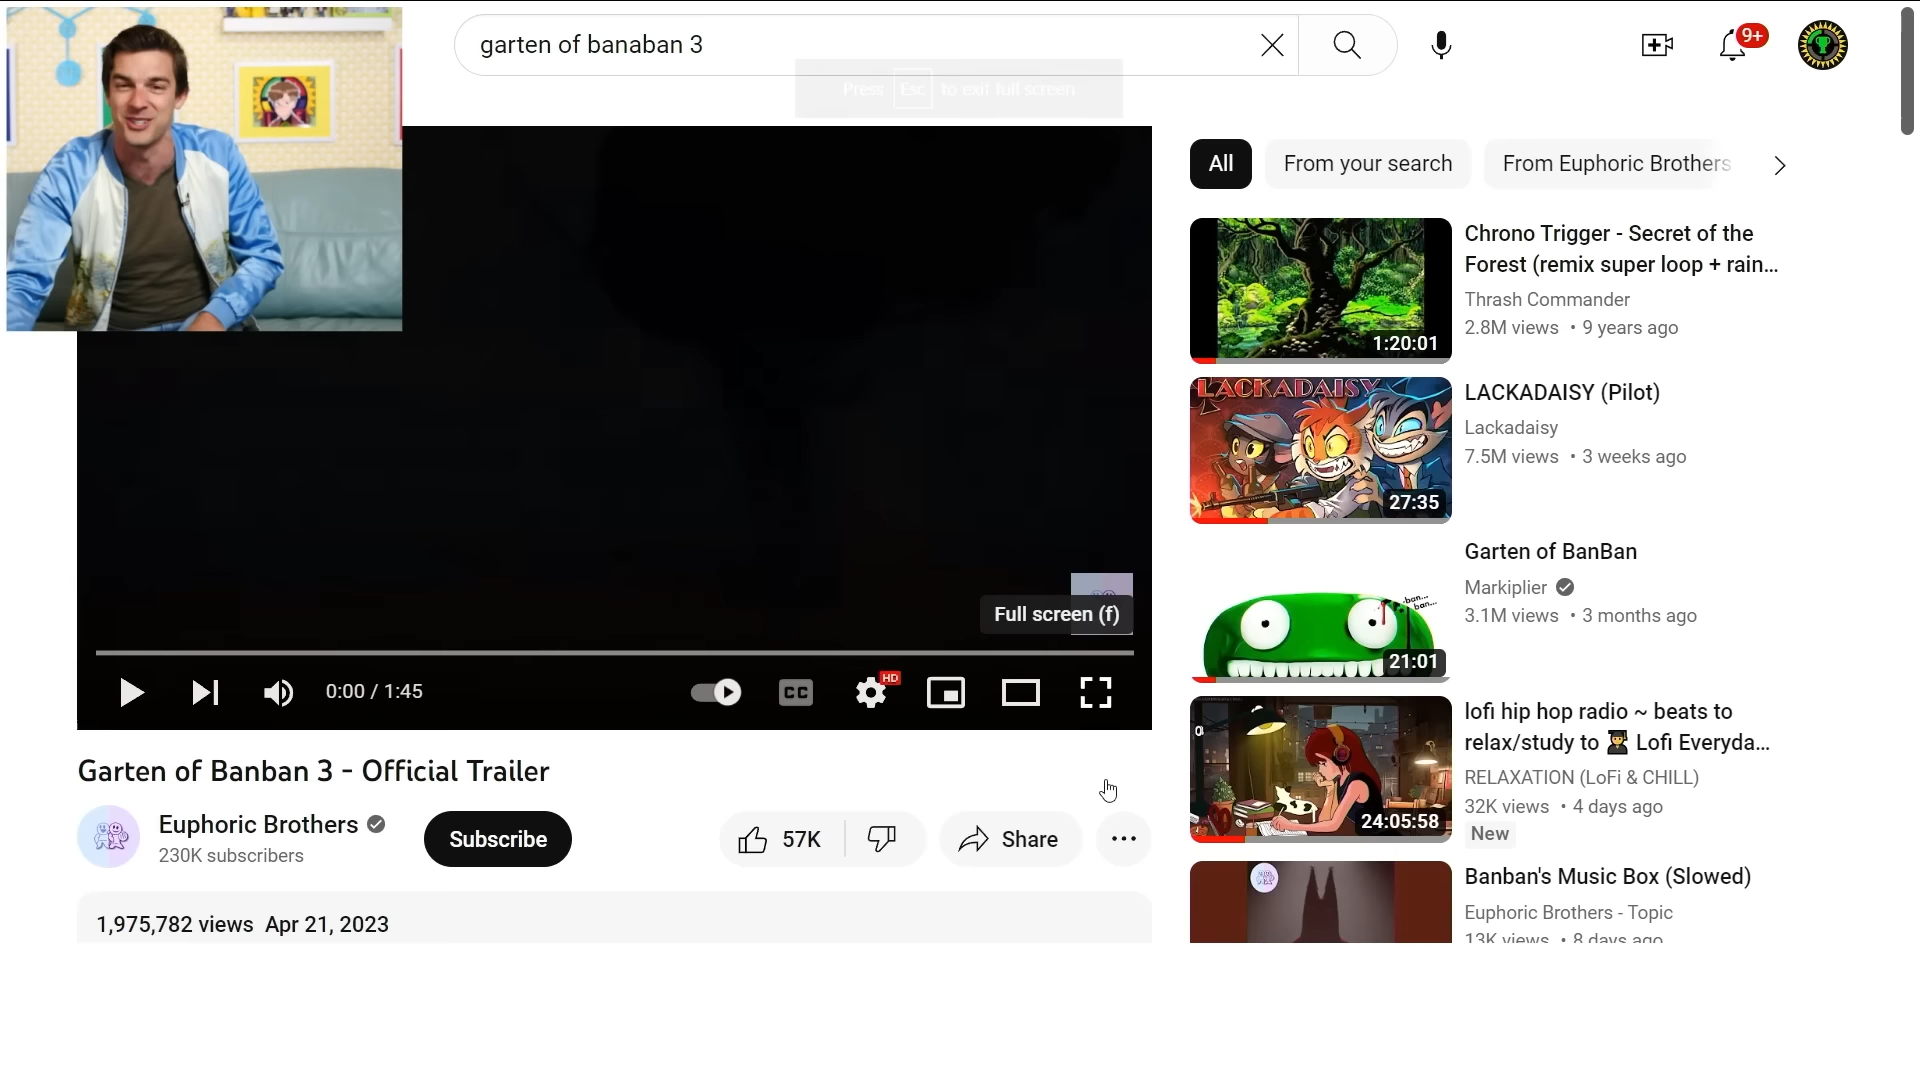 garten of banaban 3
9+
Press Esc to exit full screen
All
From your search
From Euphoric Brothers
Chrono Trigger - Secret of the
Forest (remix super loop + rain...
Thrash Commander
2.8M views • 9 years ago
1:20:01
LACKADAISY
LACKADAISY (Pilot)
Lackadaisy
7.5M views • 3 weeks ago
27:35
Garten of BanBan
Markiplier
3.1M views • 3 months ago
ban...
ban...
21:01
lofi hip hop radio ~ beats to
relax/study to 👨‍🎓 Lofi Everyda...
RELAXATION (LoFi & CHILL)
32K views • 4 days ago
New
24:05:58
Banban's Music Box (Slowed)
Euphoric Brothers - Topic
13K views • 8 days ago
Full screen (f)
0:00 / 1:45
CC
HD
Garten of Banban 3 - Official Trailer
Euphoric Brothers
230K subscribers
Subscribe
57K
Share
1,975,782 views Apr 21, 2023